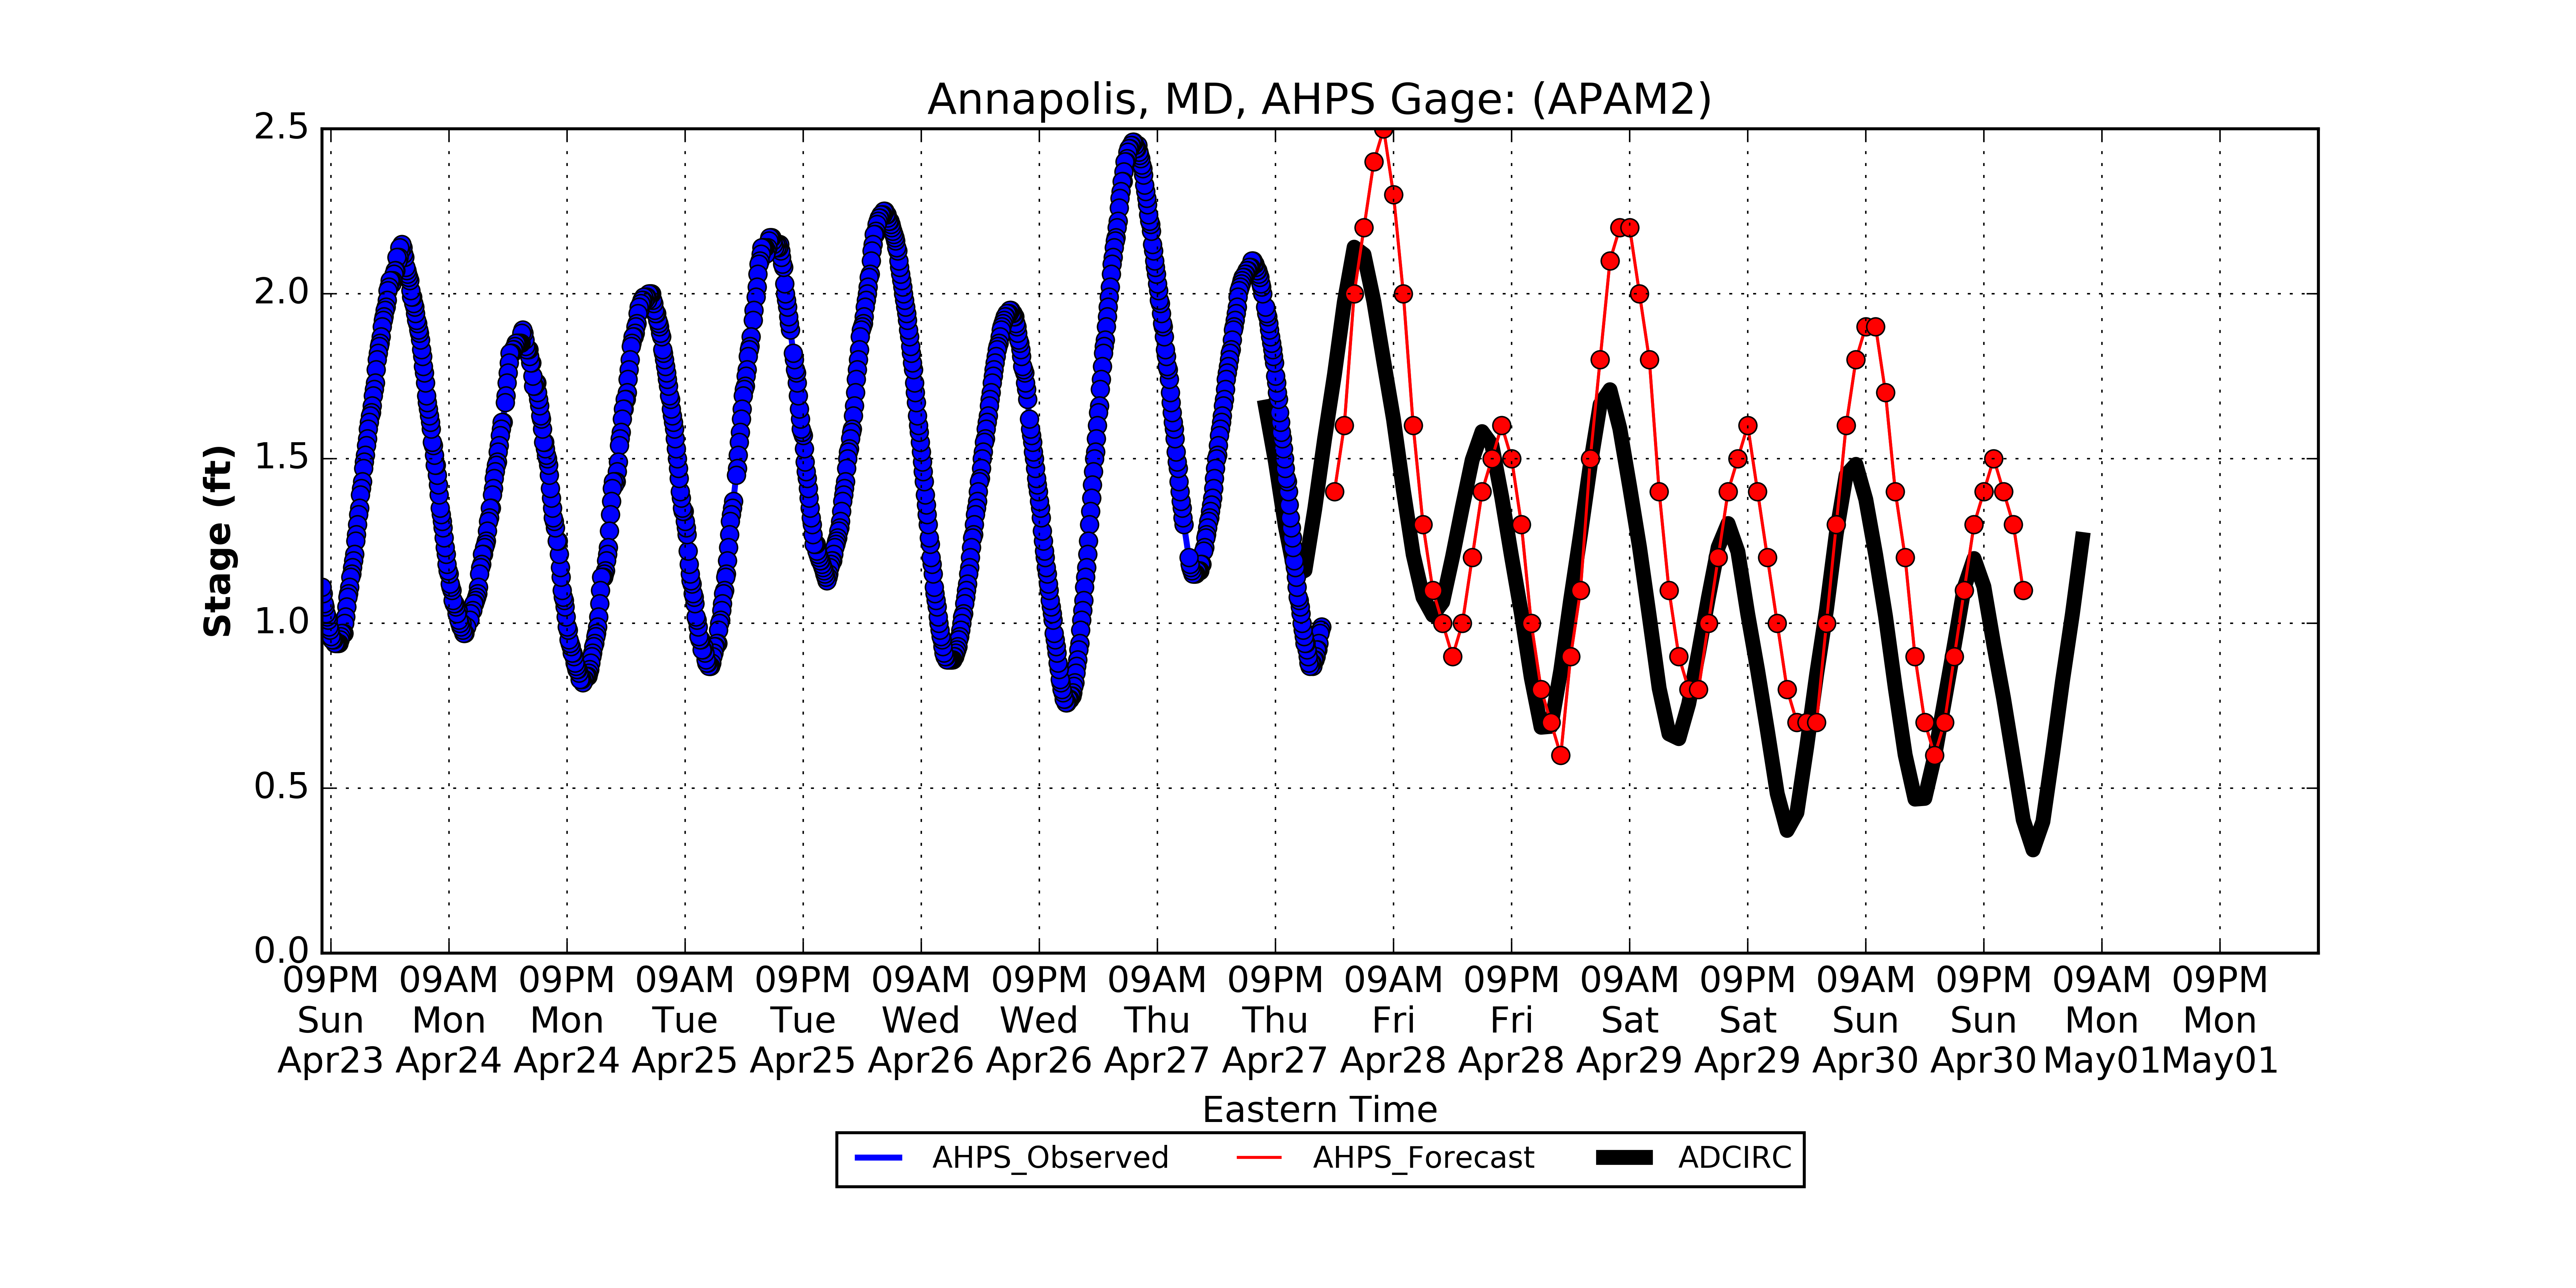 Annapolis, MD, AHPS Gage: (APAM2)
2.5
2.0
1.5
1.0
0.5
0.0
Stage (ft)
09PM 09AM 09PM 09AM 09PM 09AM 09PM 09AM 09PM 09AM 09PM 09AM 09PM 09AM 09PM 09AM 09PM
Sun Mon Mon Tue Tue Wed Wed Thu Thu Fri Fri Sat Sat Sun Sun Mon Mon
Apr23 Apr24 Apr24 Apr25 Apr25 Apr26 Apr26 Apr27 Apr27 Apr28 Apr28 Apr29 Apr29 Apr30 Apr30 May01 May01
Eastern Time
AHPS_Observed AHPS_Forecast ADCIRC